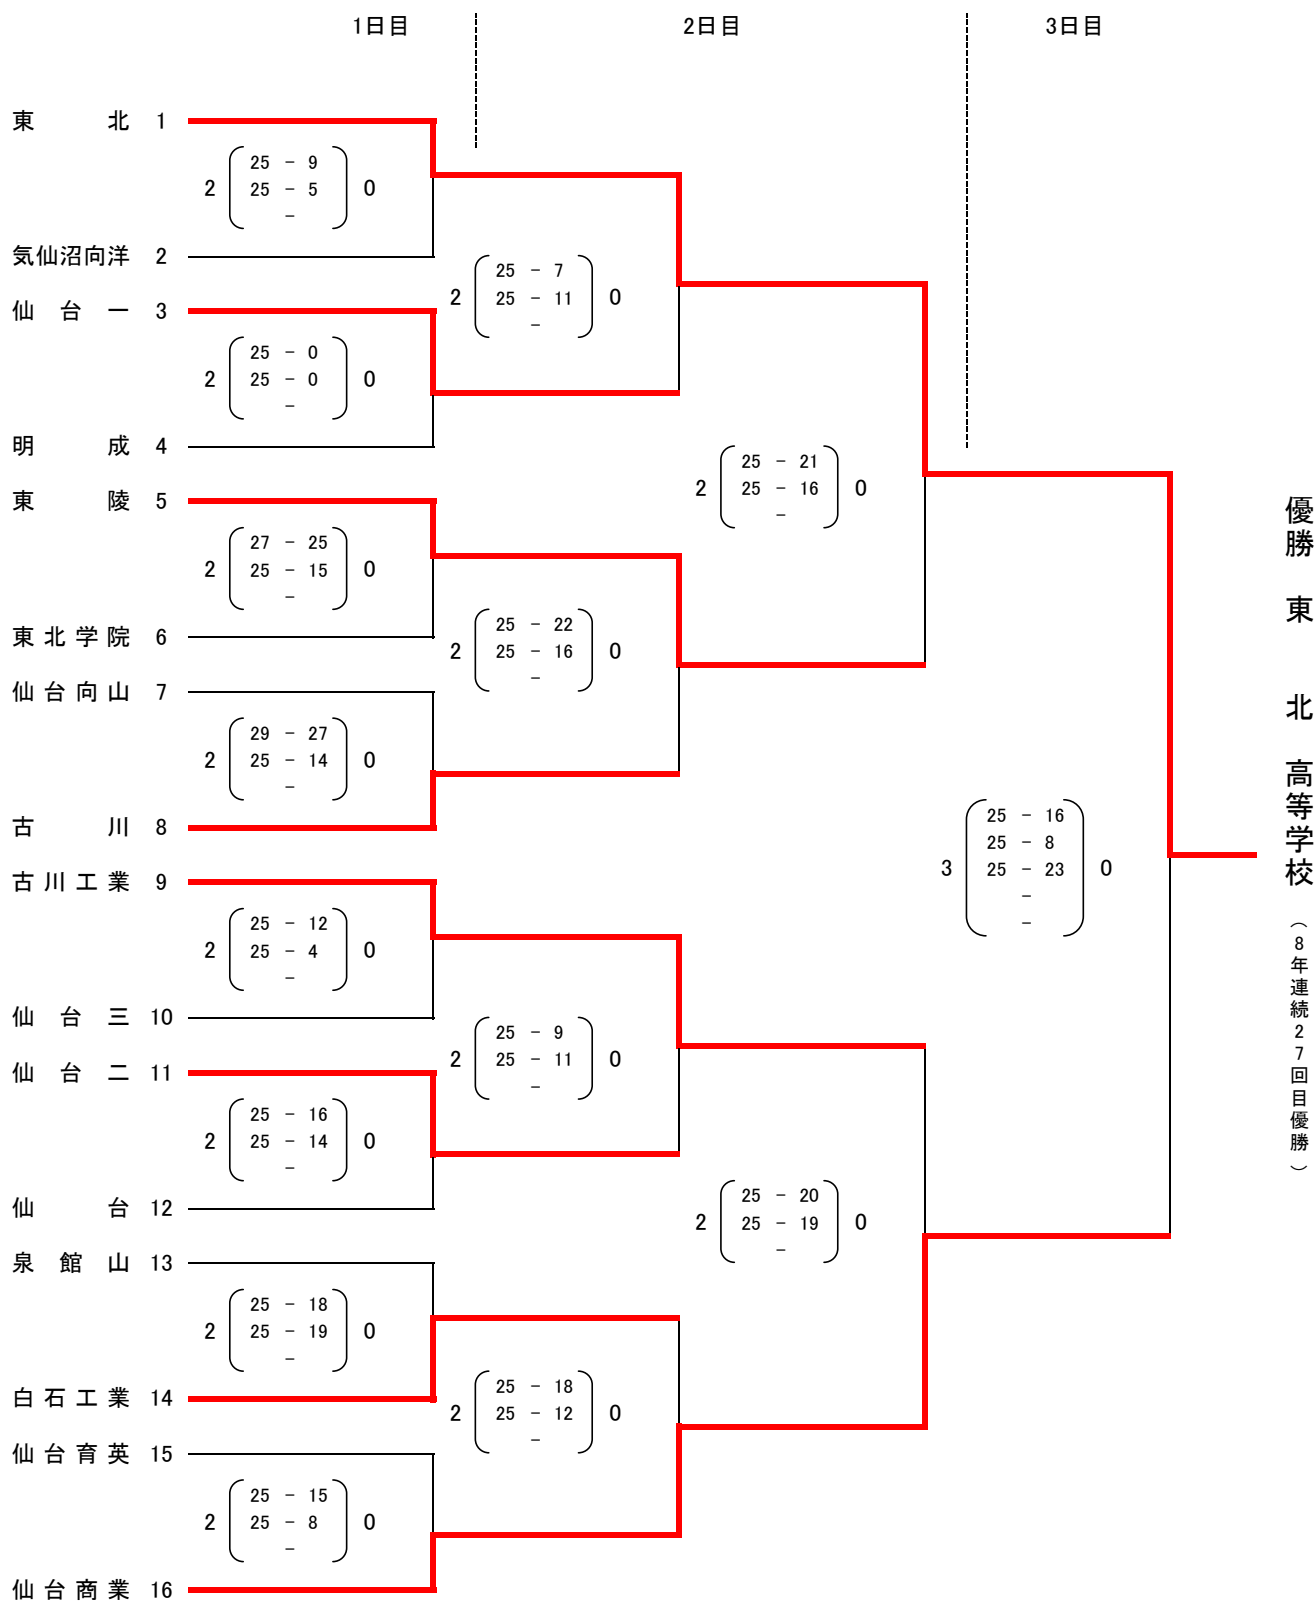 1日目
2日目
3日目
東北 1
2 25 - 9 0
25 - 5
-
気仙沼向洋 2
2 25 - 7 0
25 - 11
-
仙台一 3
2 25 - 0 0
25 - 0
-
明成 4
2 25 - 21 0
25 - 16
-
東陵 5
2 27 - 25 0
25 - 15
-
東北学院 6
2 25 - 22 0
25 - 16
-
仙台向山 7
2 29 - 27 0
25 - 14
-
古川 8
3 25 - 16 0
25 - 8
25 - 23
-
-
古川工業 9
2 25 - 12 0
25 - 4
-
仙台三 10
2 25 - 9 0
25 - 11
-
仙台二 11
2 25 - 16 0
25 - 14
-
仙台 12
2 25 - 20 0
25 - 19
-
泉館山 13
2 25 - 18 0
25 - 19
-
白石工業 14
2 25 - 18 0
25 - 12
-
仙台育英 15
2 25 - 15 0
25 - 8
-
仙台商業 16
優勝 東 北 高等学校 （8年連続27回目優勝）